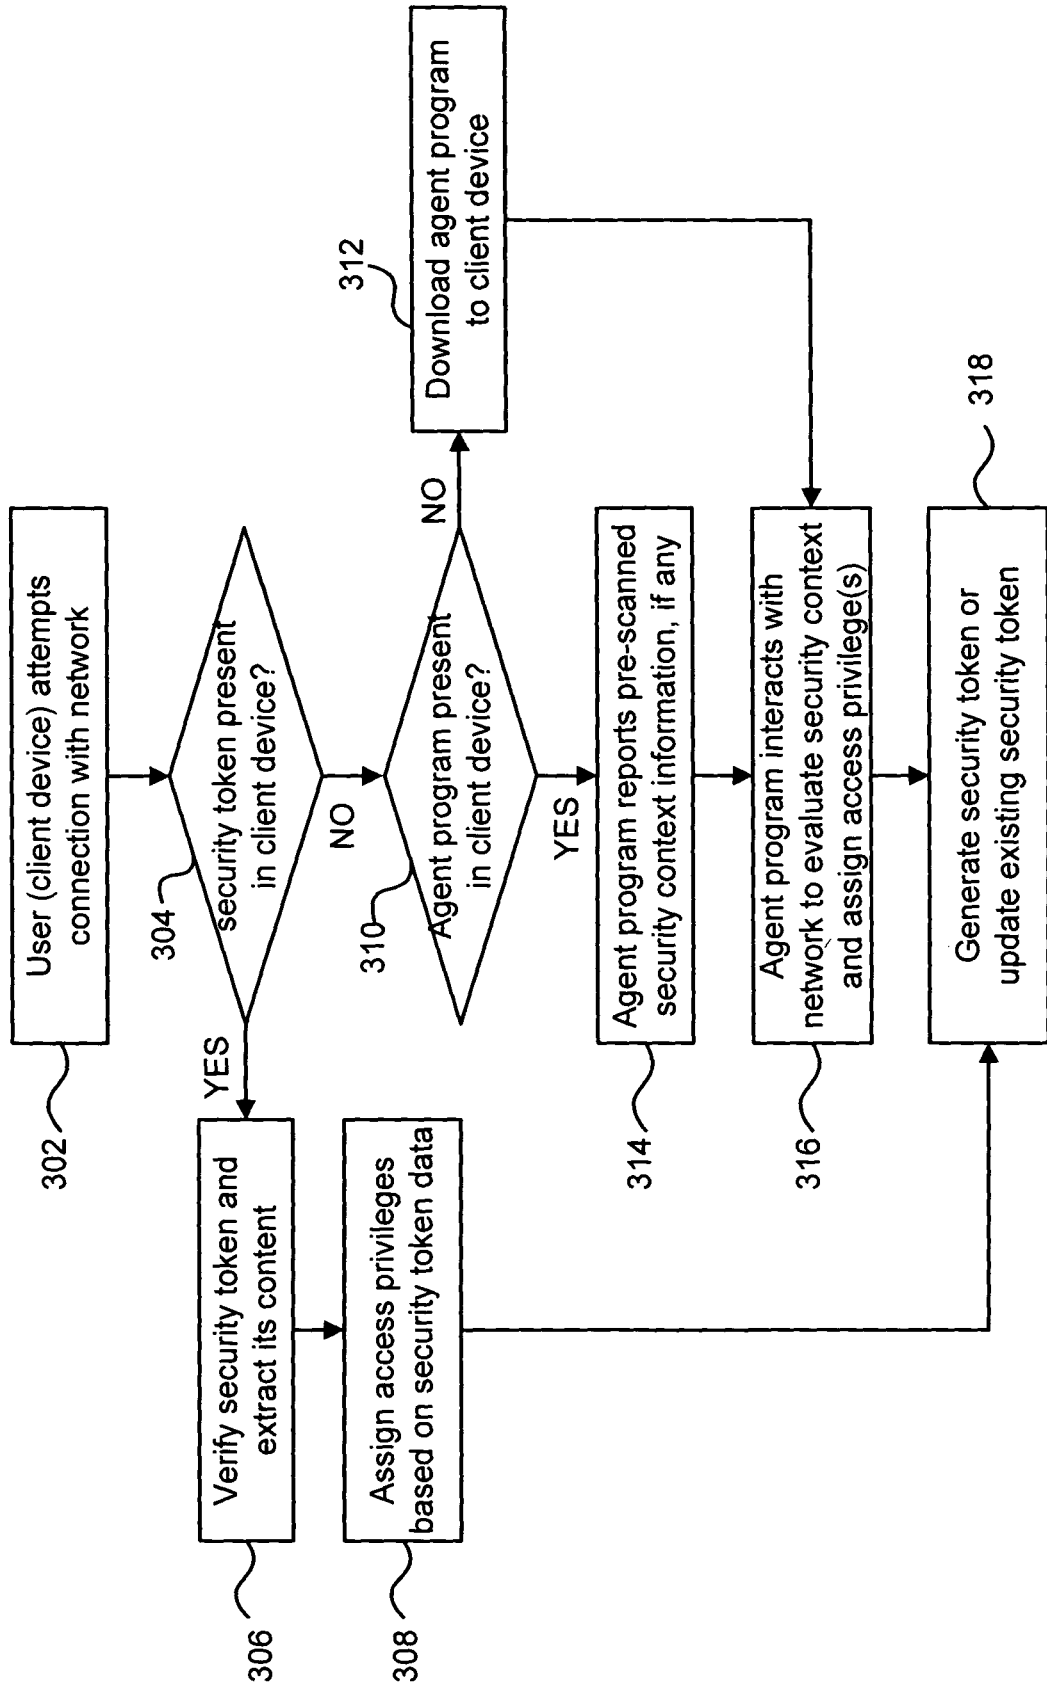 302
User (client device) attempts
connection with network
304
security token present
in client device?
YES
NO
306
Verify security token and
extract its content
308
Assign access privileges
based on security token data
310
Agent program present
in client device?
NO
YES
312
Download agent program
to client device
314
Agent program reports pre-scanned
security context information, if any
316
Agent program interacts with
network to evaluate security context
and assign access privilege(s)
318
Generate security token or
update existing security token